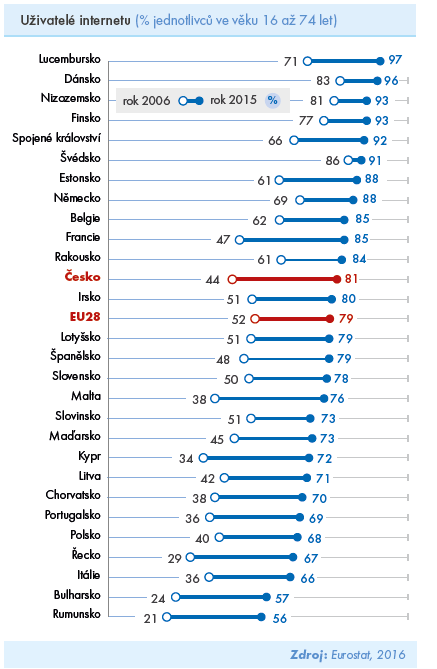 Uživatelé internetu (% jednotlivců ve věku 16 až 74 let)
Lucembursko 71 97
Dánsko 83 96
Nizozemsko 81 93
rok 2006 rok 2015 %
Finsko 77 93
Spojené království 66 92
Švédsko 86 91
Estonsko 61 88
Německo 69 88
Belgie 62 85
Francie 47 85
Rakousko 61 84
Česko 44 81
Irsko 51 80
EU28 52 79
Lotyšsko 51 79
Španělsko 48 79
Slovensko 50 78
Malta 38 76
Slovinsko 51 73
Maďarsko 45 73
Kypr 34 72
Litva 42 71
Chorvatsko 38 70
Portugalsko 36 69
Polsko 40 68
Řecko 29 67
Itálie 36 66
Bulharsko 24 57
Rumunsko 21 56
Zdroj: Eurostat, 2016